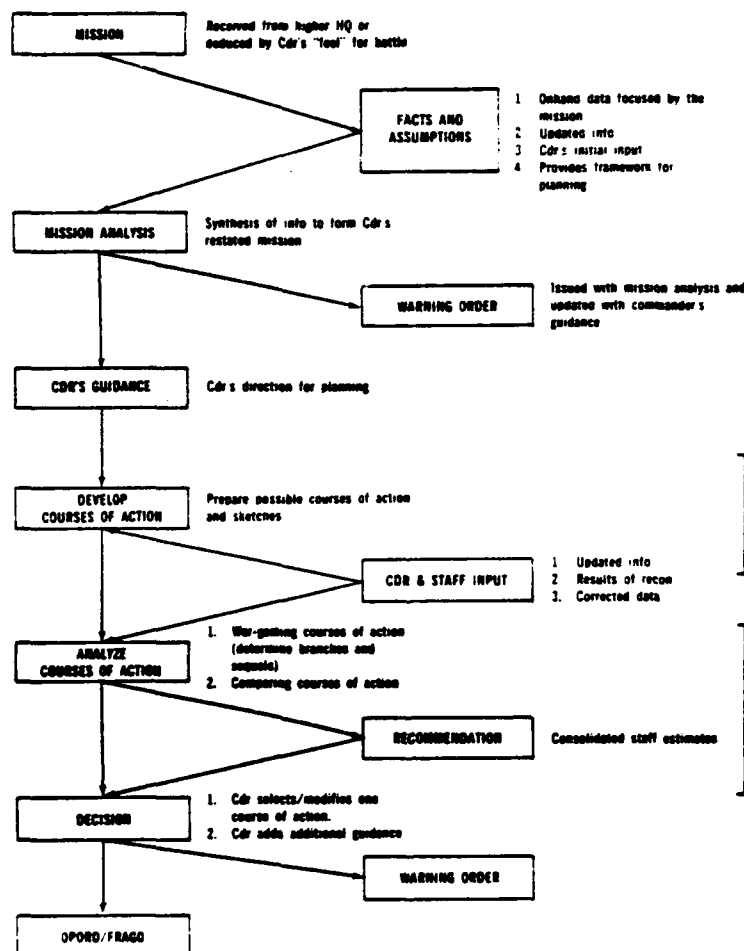 MISSION
Received from higher HQ or
deduced by Cdr's "feel" for battle
FACTS AND
ASSUMPTIONS
1 Onhand data focused by the
mission
2 Updated info
3 Cdr's initial input
4 Provides framework for
planning
MISSION ANALYSIS
Synthesis of info to form Cdr's
restated mission
WARNING ORDER
Issued with mission analysis and
updated with commander's
guidance
CDR'S GUIDANCE
Cdr's direction for planning
DEVELOP
COURSES OF ACTION
Prepare possible courses of action
and sketches
CDR & STAFF INPUT
1 Updated info
2 Results of recon
3. Corrected data
ANALYZE
COURSES OF ACTION
1. War-gaming courses of action
(determine branches and
sequels)
2. Comparing courses of action
RECOMMENDATION
Consolidated staff estimates
DECISION
1. Cdr selects/modifies one
course of action.
2. Cdr adds additional guidance
WARNING ORDER
OPORD/FRAGO